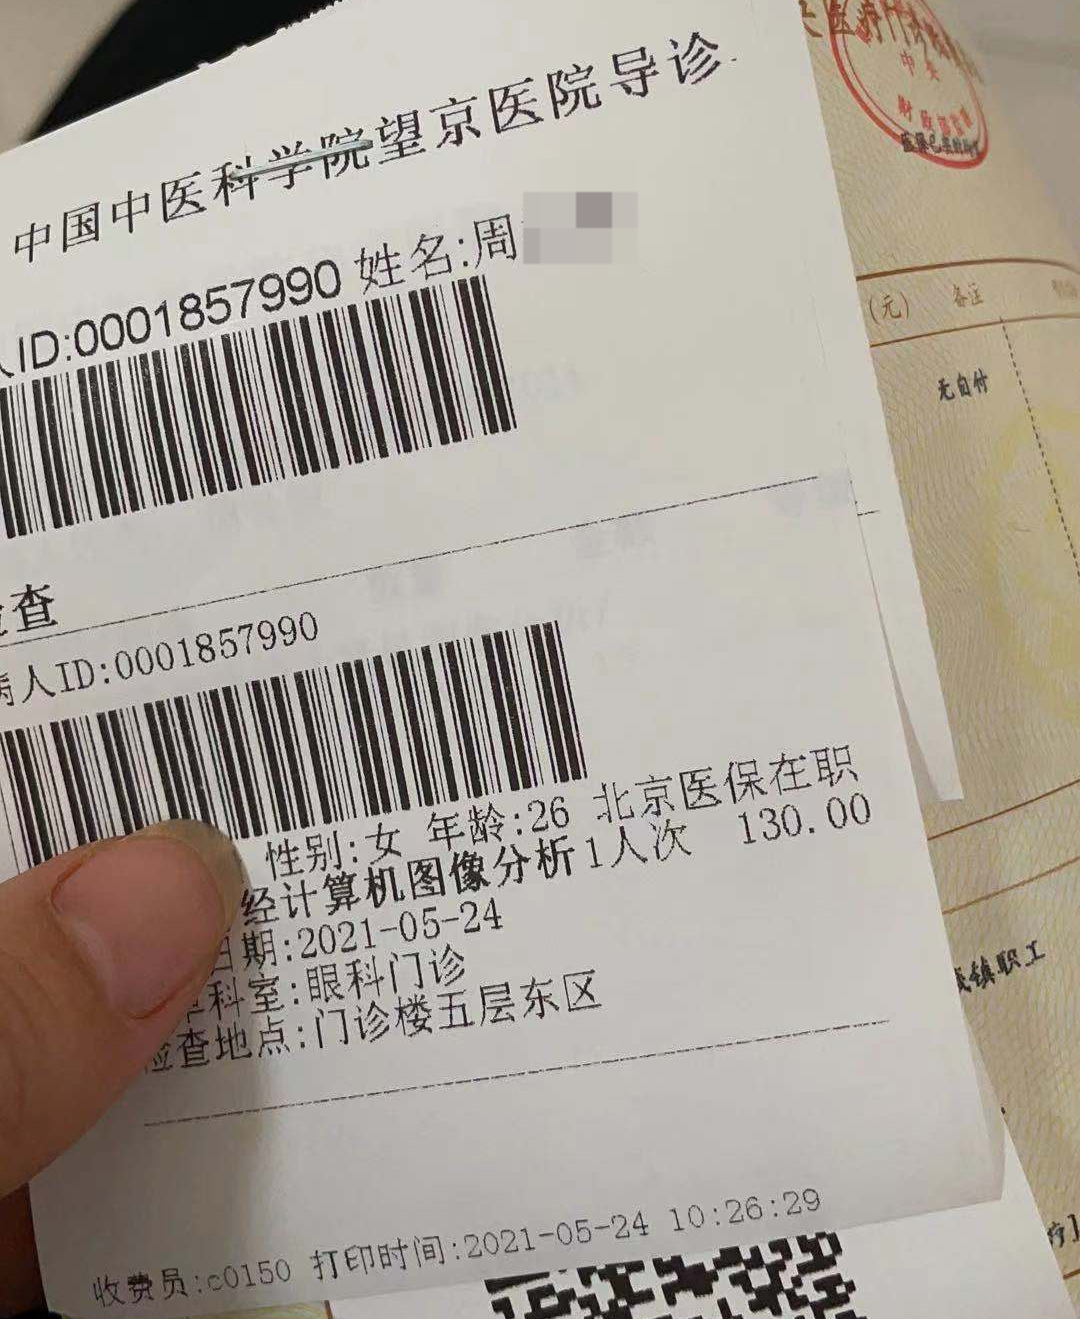 中国中医科学院望京医院导诊
人ID:0001857990 姓名:周
检查
病人ID:0001857990
性别:女 年龄:26 北京医保在职
经计算机图像分析1人次 130.00
日期:2021-05-24
单科室:眼科门诊
检查地点:门诊楼五层东区
收费员:c0150 打印时间:2021-05-24 10:26:29
(元) 备注
无自付
镇职工